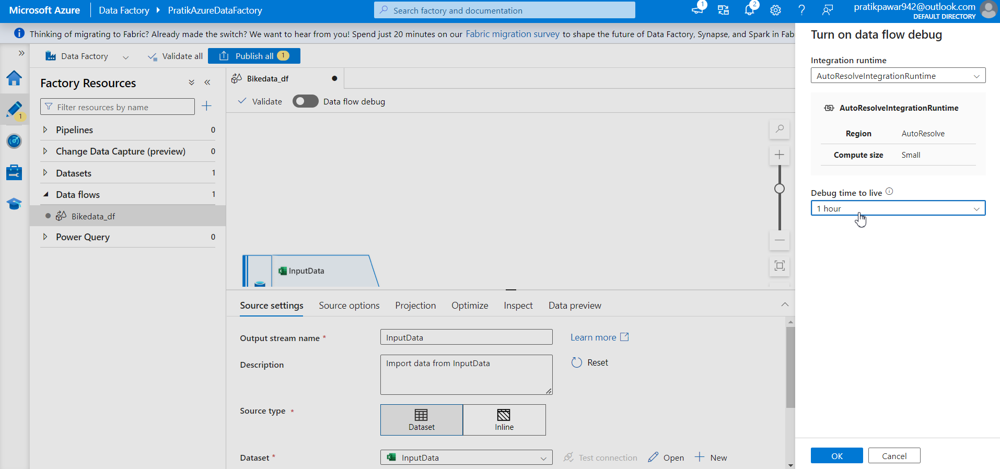 Microsoft Azure
Data Factory
PratikAzureDataFactory
Search factory and documentation
1
2
?
pratikpawar942@outlook.com
DEFAULT DIRECTORY
Thinking of migrating to Fabric? Already made the switch? We want to hear from you! Spend just 20 minutes on our Fabric migration survey to shape the future of Data Factory, Synapse, and Spark in Fab
Data Factory
Validate all
Publish all 1
1
Factory Resources
Filter resources by name
Pipelines 0
Change Data Capture (preview) 0
Datasets 1
Data flows 1
Bikedata_df
Power Query 0
Bikedata_df
Validate
Data flow debug
InputData
Source settings
Source options
Projection
Optimize
Inspect
Data preview
Output stream name *
InputData
Learn more
Description
Import data from InputData
Reset
Source type *
Dataset
Inline
Dataset *
InputData
Test connection
Open
New
Turn on data flow debug
Integration runtime
AutoResolveIntegrationRuntime
AutoResolveIntegrationRuntime
Region AutoResolve
Compute size Small
Debug time to live
1 hour
OK
Cancel